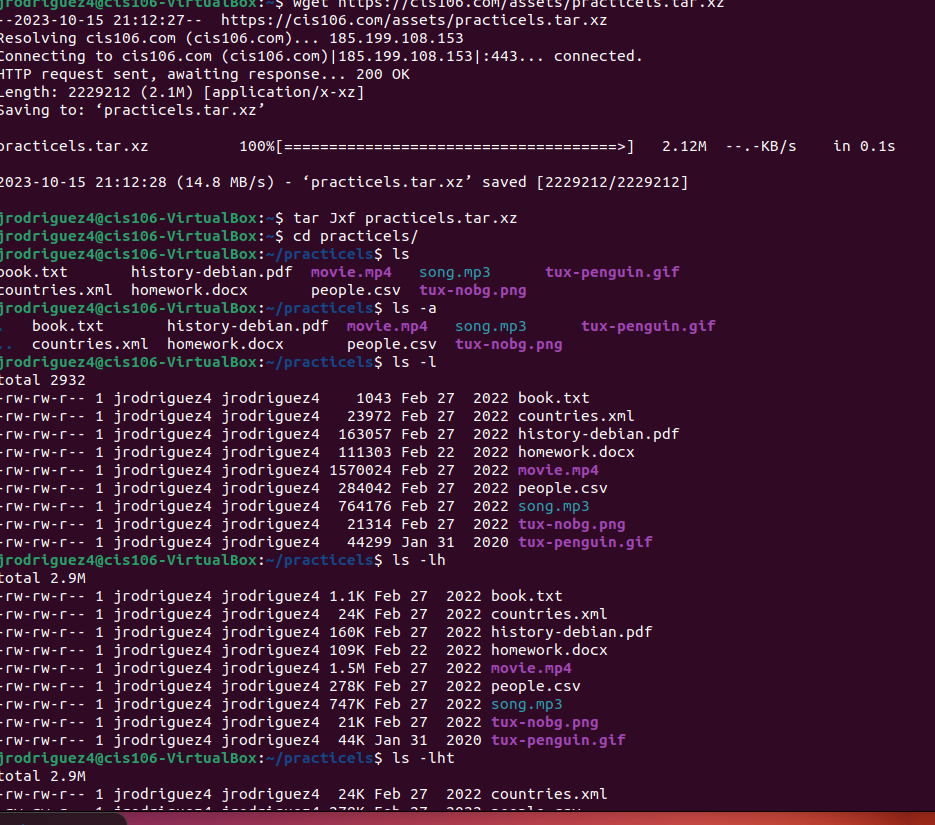 jrodriguez4@cis106-VirtualBox:~$ wget https://cis106.com/assets/practicels.tar.xz
--2023-10-15 21:12:27--  https://cis106.com/assets/practicels.tar.xz
Resolving cis106.com (cis106.com)... 185.199.108.153
Connecting to cis106.com (cis106.com)|185.199.108.153|:443... connected.
HTTP request sent, awaiting response... 200 OK
Length: 2229212 (2.1M) [application/x-xz]
Saving to: ‘practicels.tar.xz’
practicels.tar.xz          100%[=====================================>]   2.12M  --.-KB/s    in 0.1s
2023-10-15 21:12:28 (14.8 MB/s) - ‘practicels.tar.xz’ saved [2229212/2229212]
jrodriguez4@cis106-VirtualBox:~$ tar Jxf practicels.tar.xz
jrodriguez4@cis106-VirtualBox:~$ cd practicels/
jrodriguez4@cis106-VirtualBox:~/practicels$ ls
book.txt       history-debian.pdf  movie.mp4   song.mp3      tux-penguin.gif
countries.xml  homework.docx       people.csv  tux-nobg.png
jrodriguez4@cis106-VirtualBox:~/practicels$ ls -a
.   book.txt       history-debian.pdf  movie.mp4   song.mp3      tux-penguin.gif
..  countries.xml  homework.docx       people.csv  tux-nobg.png
jrodriguez4@cis106-VirtualBox:~/practicels$ ls -l
total 2932
-rw-rw-r-- 1 jrodriguez4 jrodriguez4    1043 Feb 27  2022 book.txt
-rw-rw-r-- 1 jrodriguez4 jrodriguez4   23972 Feb 27  2022 countries.xml
-rw-rw-r-- 1 jrodriguez4 jrodriguez4  163057 Feb 27  2022 history-debian.pdf
-rw-rw-r-- 1 jrodriguez4 jrodriguez4  111303 Feb 22  2022 homework.docx
-rw-rw-r-- 1 jrodriguez4 jrodriguez4 1570024 Feb 27  2022 movie.mp4
-rw-rw-r-- 1 jrodriguez4 jrodriguez4  284042 Feb 27  2022 people.csv
-rw-rw-r-- 1 jrodriguez4 jrodriguez4  764176 Feb 27  2022 song.mp3
-rw-rw-r-- 1 jrodriguez4 jrodriguez4   21314 Feb 27  2022 tux-nobg.png
-rw-rw-r-- 1 jrodriguez4 jrodriguez4   44299 Jan 31  2020 tux-penguin.gif
jrodriguez4@cis106-VirtualBox:~/practicels$ ls -lh
total 2.9M
-rw-rw-r-- 1 jrodriguez4 jrodriguez4 1.1K Feb 27  2022 book.txt
-rw-rw-r-- 1 jrodriguez4 jrodriguez4  24K Feb 27  2022 countries.xml
-rw-rw-r-- 1 jrodriguez4 jrodriguez4 160K Feb 27  2022 history-debian.pdf
-rw-rw-r-- 1 jrodriguez4 jrodriguez4 109K Feb 22  2022 homework.docx
-rw-rw-r-- 1 jrodriguez4 jrodriguez4 1.5M Feb 27  2022 movie.mp4
-rw-rw-r-- 1 jrodriguez4 jrodriguez4 278K Feb 27  2022 people.csv
-rw-rw-r-- 1 jrodriguez4 jrodriguez4 747K Feb 27  2022 song.mp3
-rw-rw-r-- 1 jrodriguez4 jrodriguez4  21K Feb 27  2022 tux-nobg.png
-rw-rw-r-- 1 jrodriguez4 jrodriguez4  44K Jan 31  2020 tux-penguin.gif
jrodriguez4@cis106-VirtualBox:~/practicels$ ls -lht
total 2.9M
-rw-rw-r-- 1 jrodriguez4 jrodriguez4  24K Feb 27  2022 countries.xml